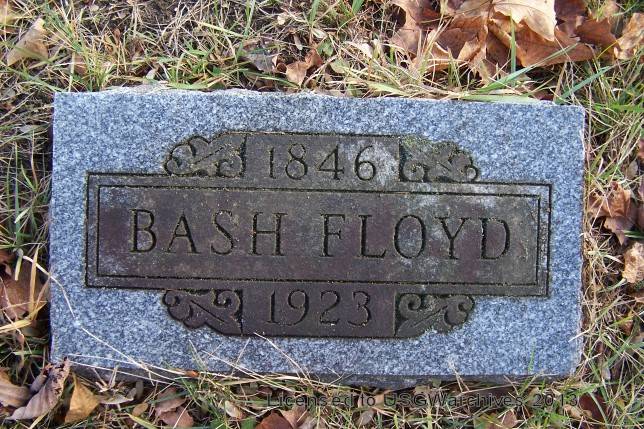 1846
BASH FLOYD
1923
Licensed to USGWarchives 2013